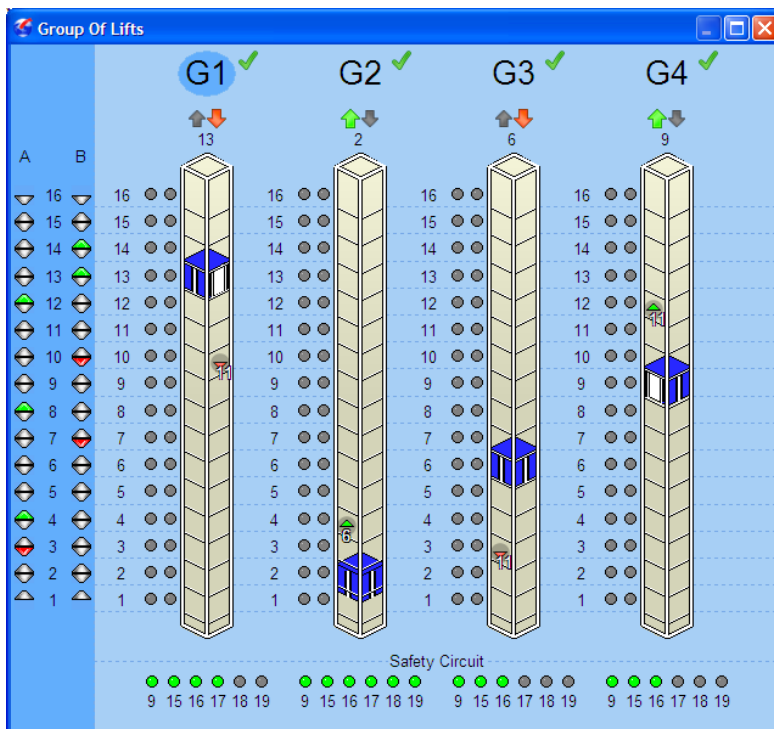 Group Of Lifts
G1 G2 G3 G4
13 2 6 9
A B
16 16 16 16 16
15 15 15 15 15
14 14 14 14 14
13 13 13 13 13
12 12 12 12 12
11 11 11 11 11
11
10 10 10 10 10
11
9 9 9 9 9
8 8 8 8 8
7 7 7 7 7
6 6 6 6 6
5 5 5 5 5
4 4 4 4 4
6
3 3 3 3 3
11
2 2 2 2 2
1 1 1 1 1
Safety Circuit
9 15 16 17 18 19 9 15 16 17 18 19 9 15 16 17 18 19 9 15 16 17 18 19